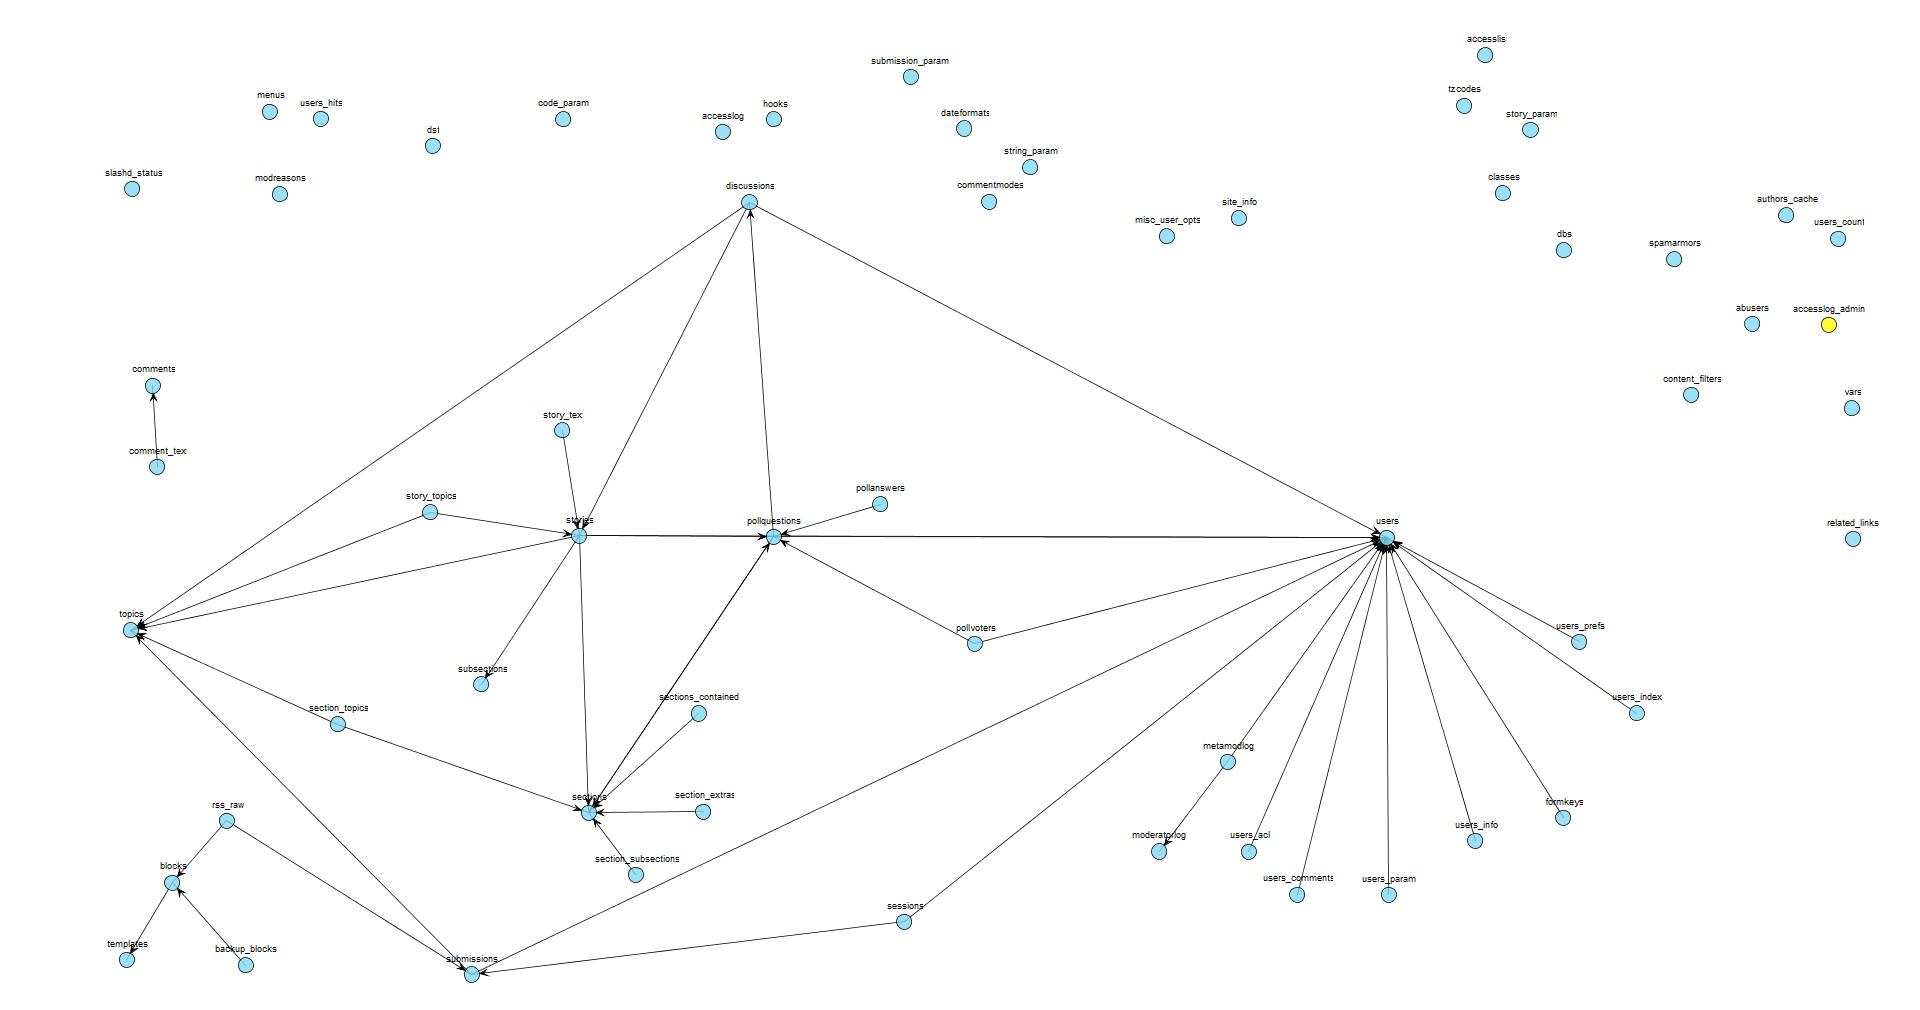 accesslis
submission_param
tzcodes
menus
users_hits
code_param
hooks
accesslog
dateformats
story_param
dst
string_param
slashd_status
modreasons
discussions
commentmodes
classes
site_info
authors_cache
misc_user_opts
users_count
dbs
spamarmors
abusers
accesslog_admin
comments
content_filters
vars
story_tex
comment_tex
story_topics
pollanswers
stories
pollquestions
users
related_links
topics
pollvoters
users_prefs
subsections
sections_contained
users_index
section_topics
metamodlog
sections
section_extras
rss_raw
formkeys
moderatorlog
users_acl
users_info
blocks
section_subsections
users_comments
users_param
sessions
templates
backup_blocks
submissions